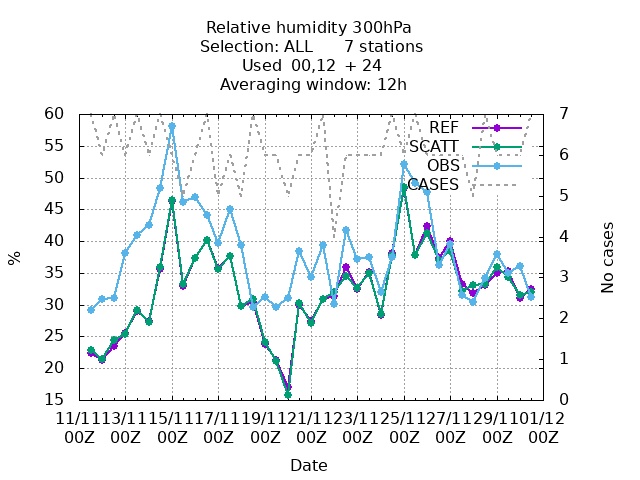 Relative humidity 300hPa
Selection: ALL 7 stations
Used 00,12 + 24
Averaging window: 12h
60 7
REF
55
SCATT
6
OBS
50
CASES
5
45
40 4
%
No cases
35
3
30
2
25
20 1
15 0
11/11 13/11 15/11 17/11 19/11 21/11 23/11 25/11 27/11 29/11 01/12
00Z 00Z 00Z 00Z 00Z 00Z 00Z 00Z 00Z 00Z 00Z
Date